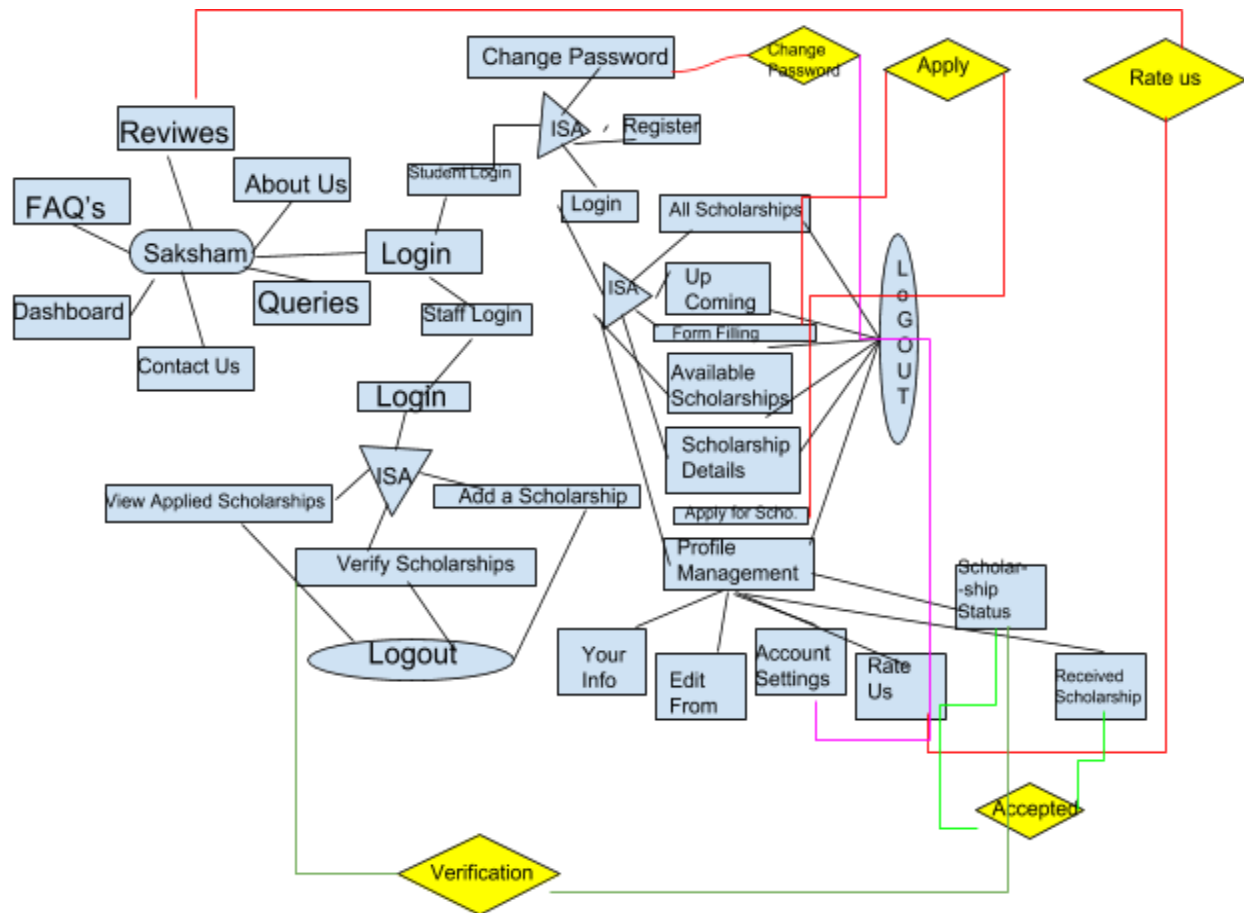 Change Password
Change
Password
Apply
Rate us
Reviwes
ISA
Register
Student Login
About Us
FAQ's
Login
All Scholarships
Saksham
Login
ISA
Up
Coming
LoGOUT
Queries
Dashboard
Staff Login
Form Filling
Contact Us
Available
Scholarships
Login
Scholarship
Details
ISA
View Applied Scholarships
Add a Scholarship
Apply for Scho.
Profile
Management
Verify Scholarships
Scholar-
-ship
Status
Logout
Your
Info
Edit
From
Account
Settings
Rate
Us
Received
Scholarship
Accepted
Verification